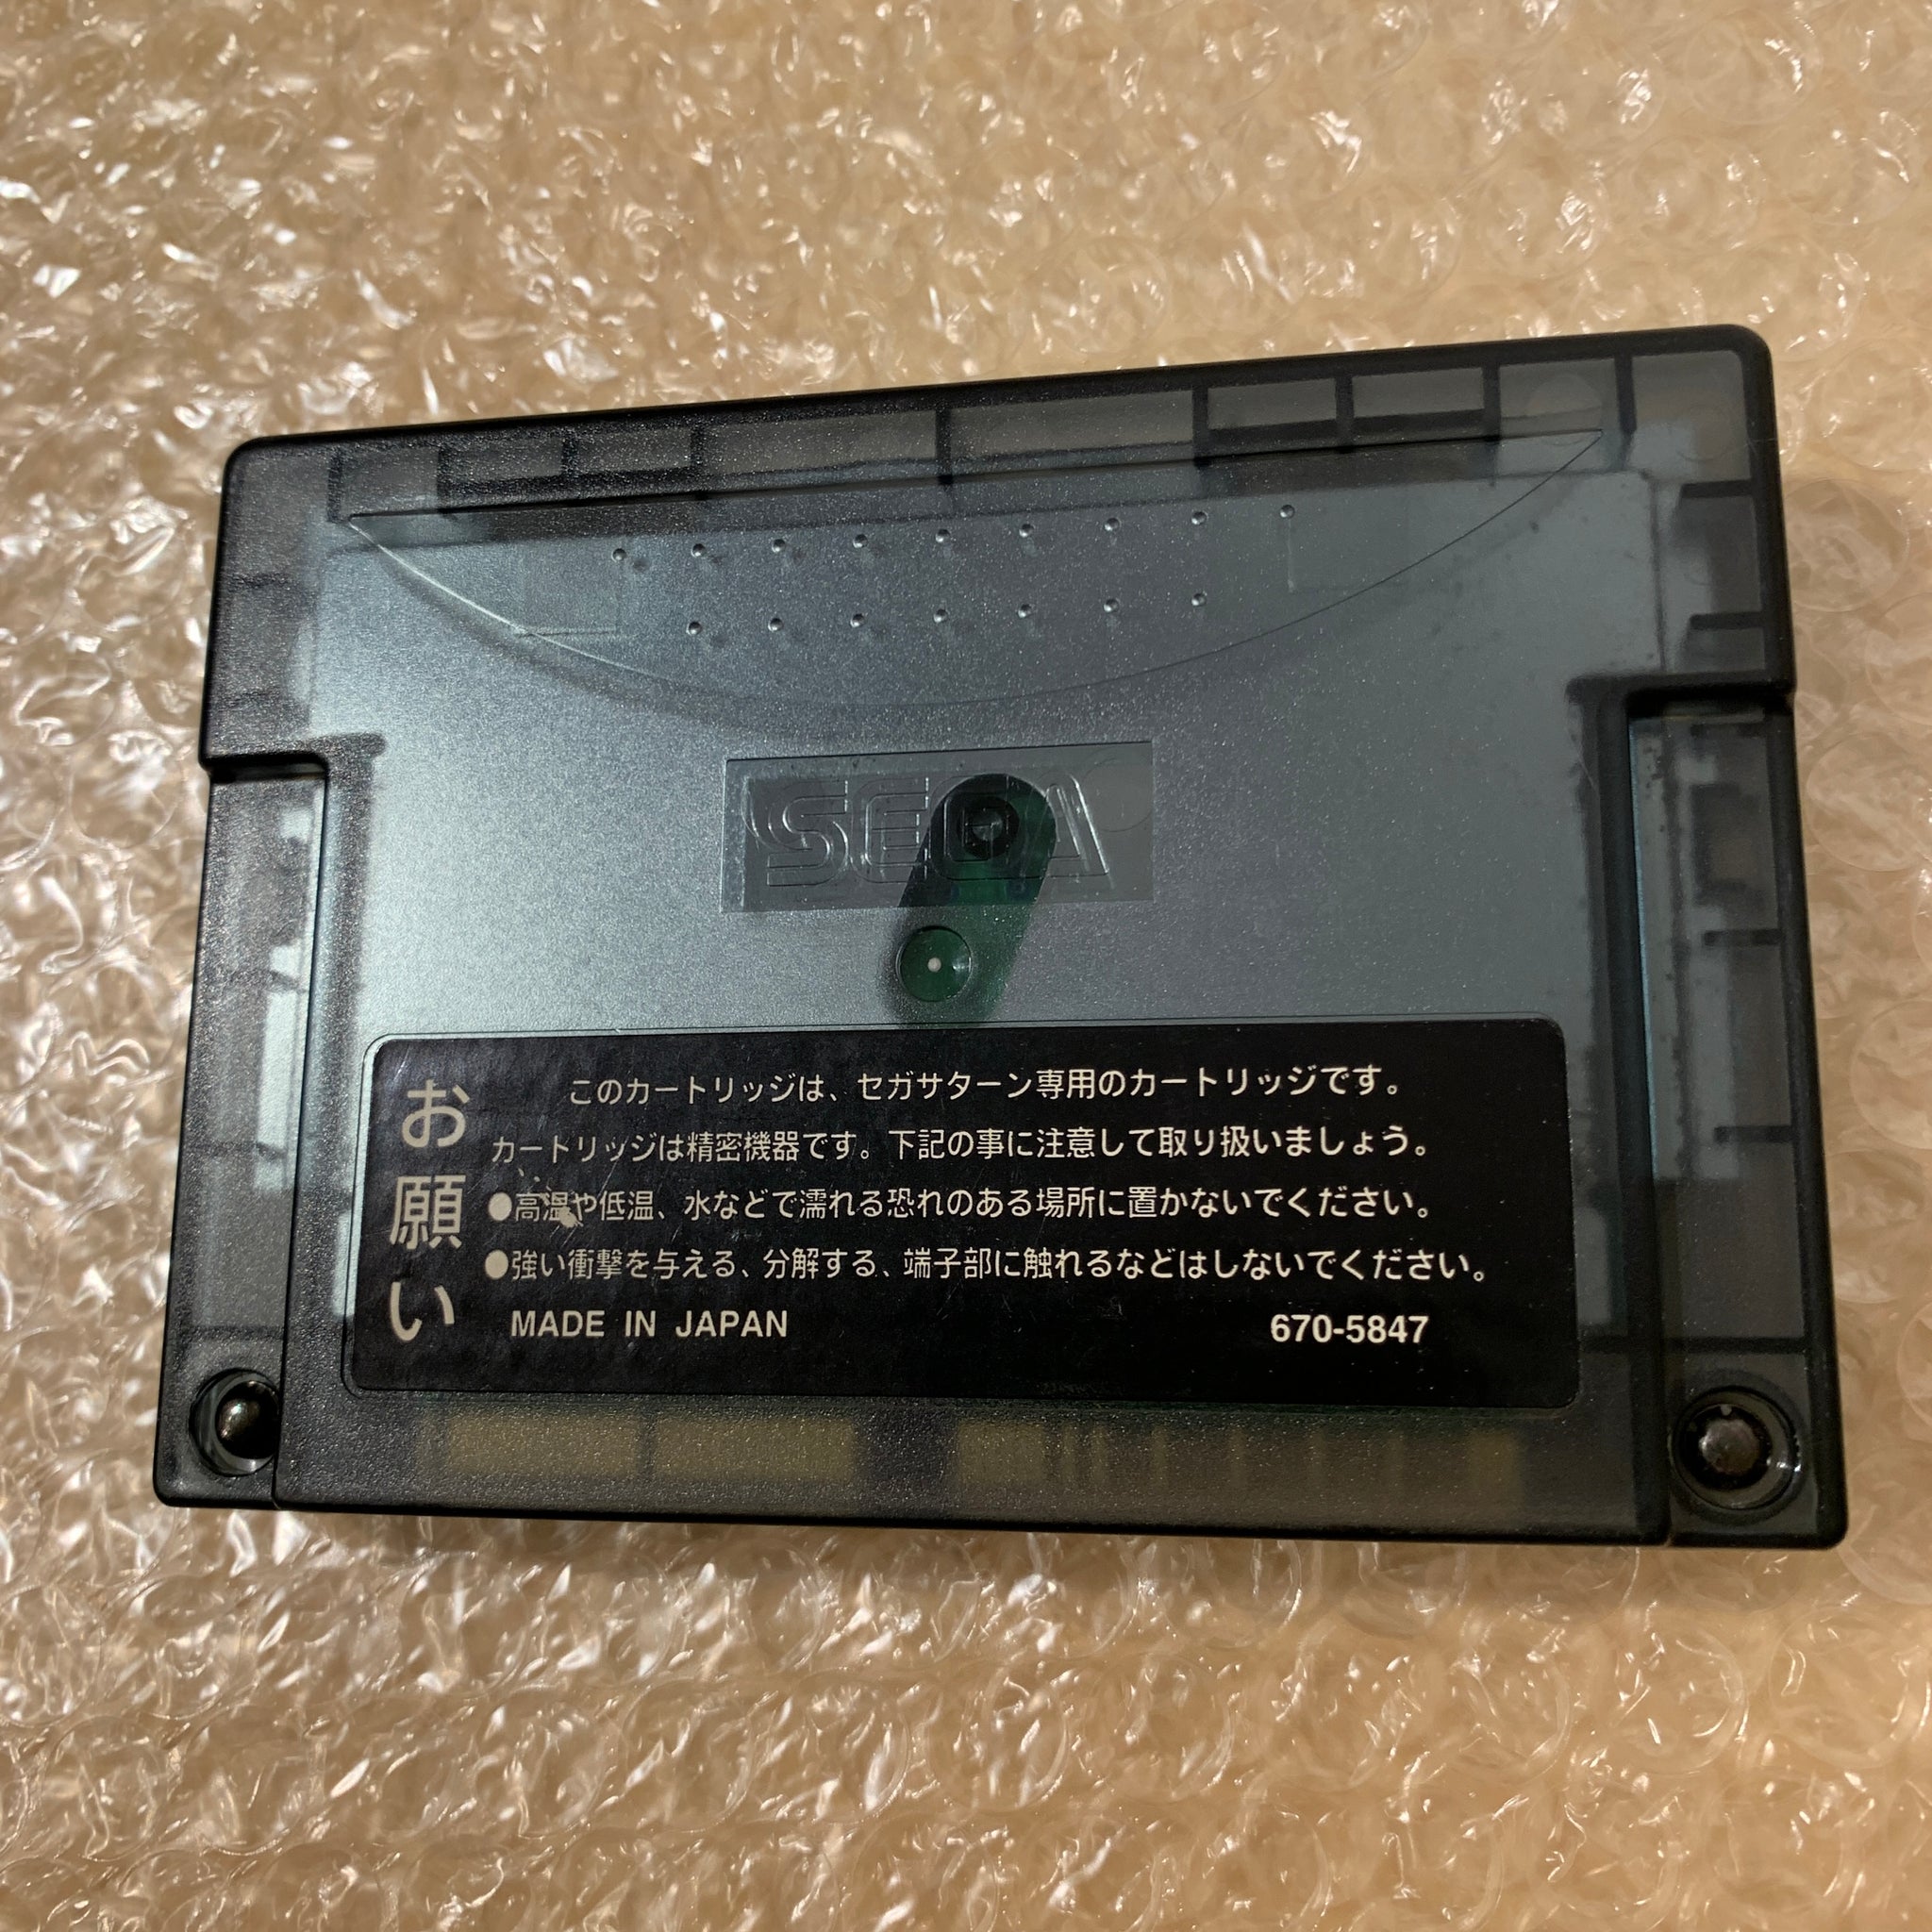 SEGA
お願い
このカートリッジは、セガサターン専用のカートリッジです。
カートリッジは精密機器です。下記の事に注意して取り扱いましょう。
●高温や低温、水などで濡れる恐れのある場所に置かないでください。
●強い衝撃を与える、分解する、端子部に触れるなどはしないでください。
MADE IN JAPAN 670-5847